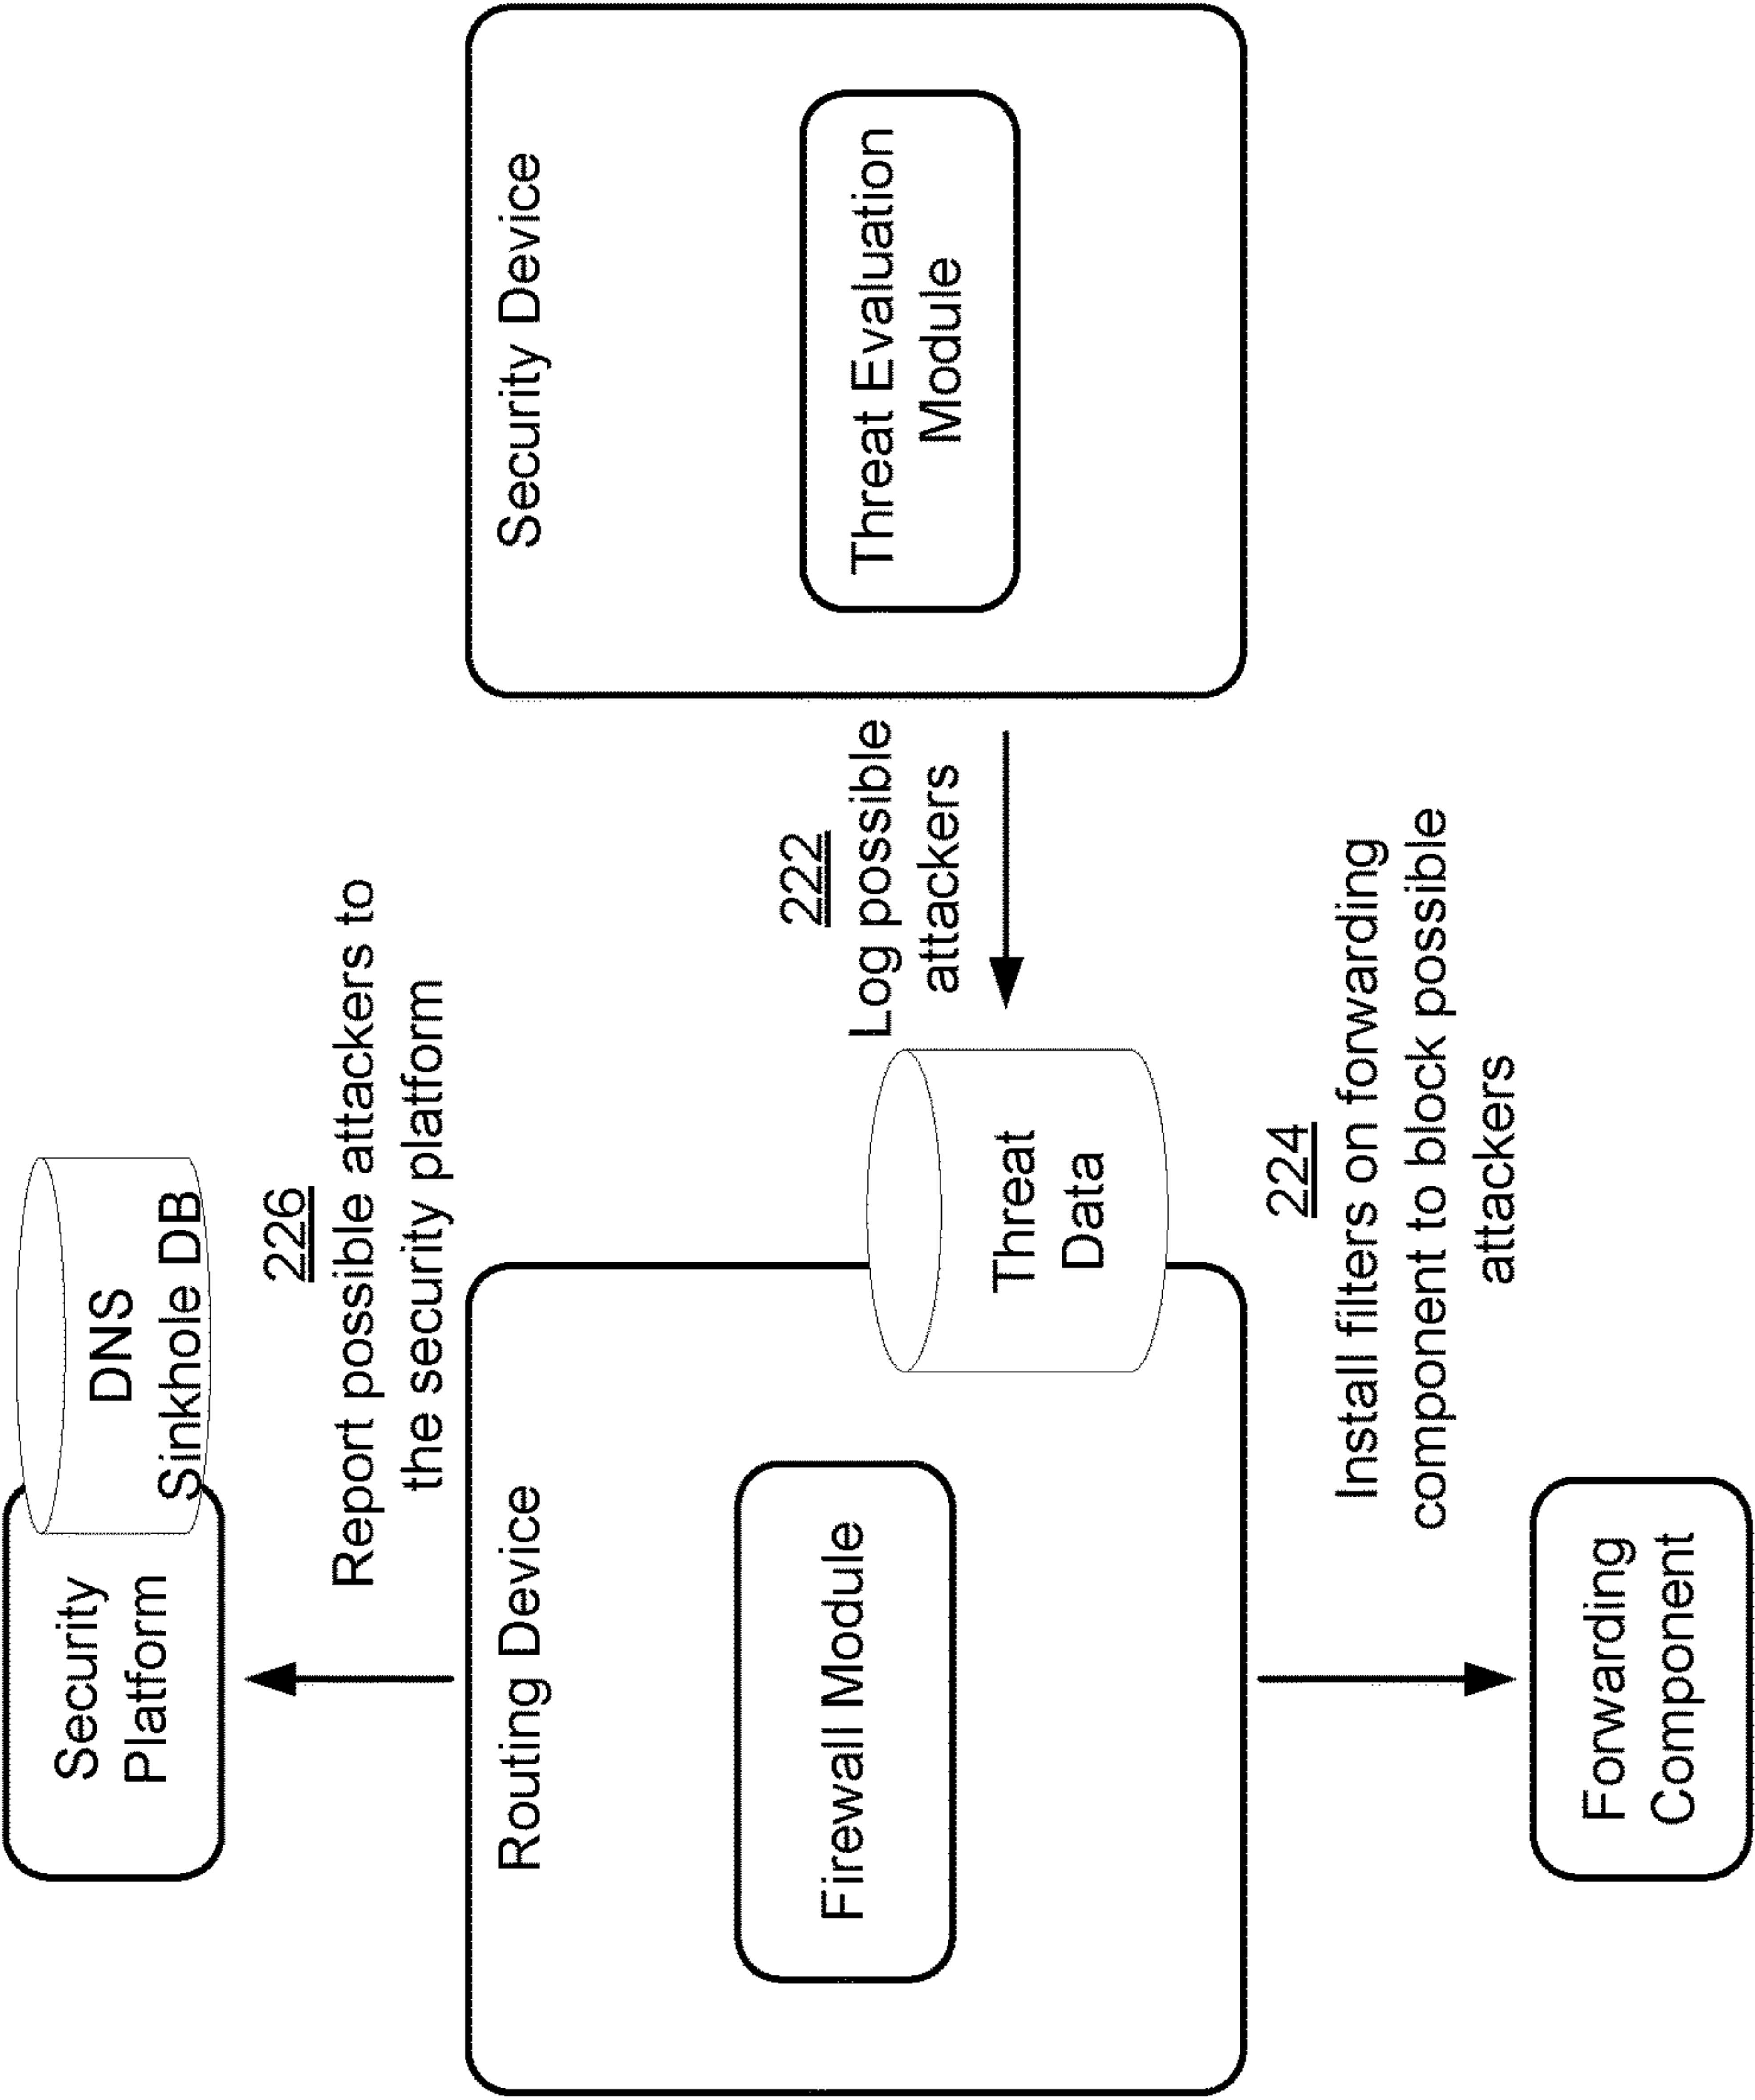 Security
Platform
DNS
Sinkhole DB
226
Report possible attackers to
the security platform
Routing Device
Firewall Module
Threat
Data
222
Log possible
attackers
Security Device
Threat Evaluation
Module
224
Install filters on forwarding
component to block possible
attackers
Forwarding
Component